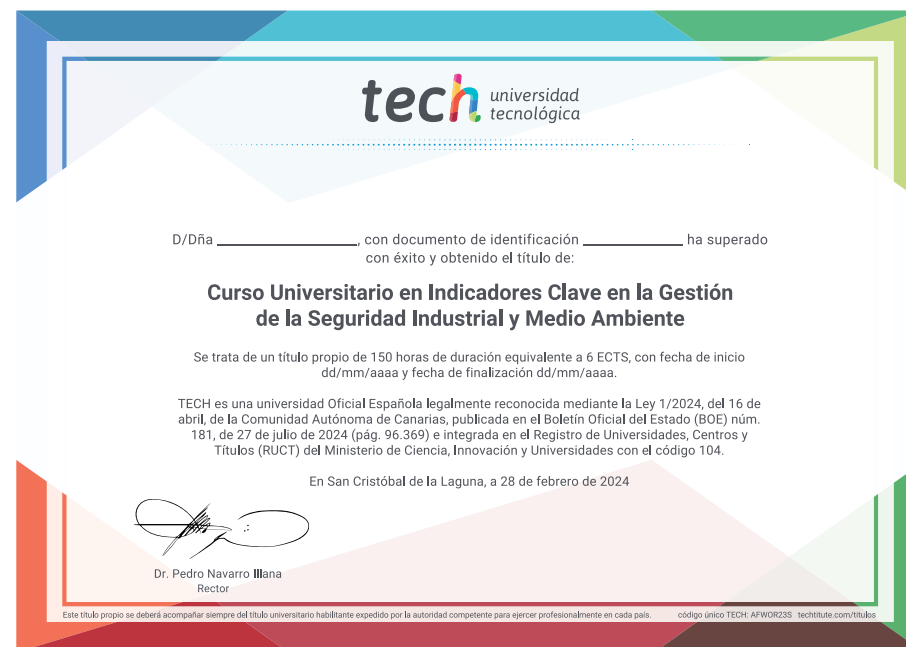 tech universidad
tecnológica
D/Dña ____________________, con documento de identificación ______________ ha superado
con éxito y obtenido el título de:
Curso Universitario en Indicadores Clave en la Gestión
de la Seguridad Industrial y Medio Ambiente
Se trata de un título propio de 150 horas de duración equivalente a 6 ECTS, con fecha de inicio
dd/mm/aaaa y fecha de finalización dd/mm/aaaa.
TECH es una universidad Oficial Española legalmente reconocida mediante la Ley 1/2024, del 16 de
abril, de la Comunidad Autónoma de Canarias, publicada en el Boletín Oficial del Estado (BOE) núm.
181, de 27 de julio de 2024 (pág. 96.369) e integrada en el Registro de Universidades, Centros y
Títulos (RUCT) del Ministerio de Ciencia, Innovación y Universidades con el código 104.
En San Cristóbal de la Laguna, a 28 de febrero de 2024
Dr. Pedro Navarro Illana
Rector
Este título propio se deberá acompañar siempre del título universitario habilitante expedido por la autoridad competente para ejercer profesionalmente en cada país. código único TECH: AFWOR23S techtitute.com/titulos